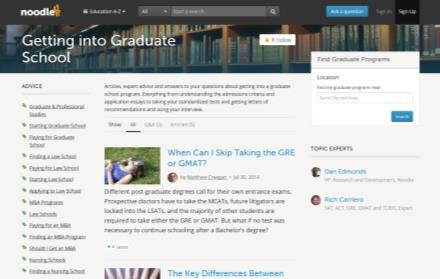 noodle
Education A-Z
All
Start a search
Ask a question
Sign in
Sign Up
Getting into Graduate
School
Follow
ADVICE
Graduate & Professional
Studies
Starting Graduate School
Paying for Graduate
School
Finding a Law School
Paying for Law School
Starting Law School
Applying to Law School
MBA Programs
Law Schools
Paying for an MBA
Finding an MBA Program
Should I Get an MBA
Nursing Schools
Finding a Nursing School
Articles, expert advice and answers to your questions about getting into a graduate
school program. Everything from understanding the admissions criteria and
application essays to taking your standardized tests and getting letters of
recommendations and acing your interview.
Show: All Q&A (3) Articles (5)
When Can I Skip Taking the GRE
or GMAT?
by Matthew Creegan • Jul 30, 2014
Different post-graduate degrees call for their own entrance exams.
Prospective doctors have to take the MCATs, future litigators are
locked into the LSATs, and the majority of other students are
required to take either the GRE or GMAT. But what if no test was
necessary to continue schooling after a Bachelor's degree?
The Key Differences Between
Find Graduate Programs
Location:
Find me graduate programs near:
Search
TOPIC EXPERTS
Dan Edmonds
VP, Research and Development, Noodle
Rich Carriero
SAT, ACT, GRE, GMAT and TOEFL Expert